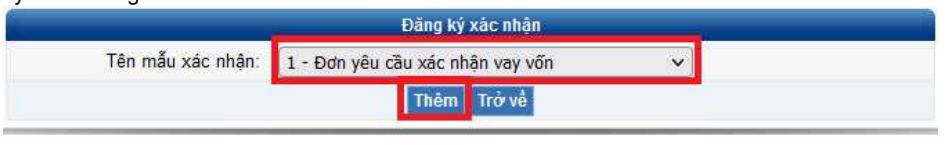 Đăng ký xác nhận
Tên mẫu xác nhận: 1 - Đơn yêu cầu xác nhận vay vốn
Thêm Trở về